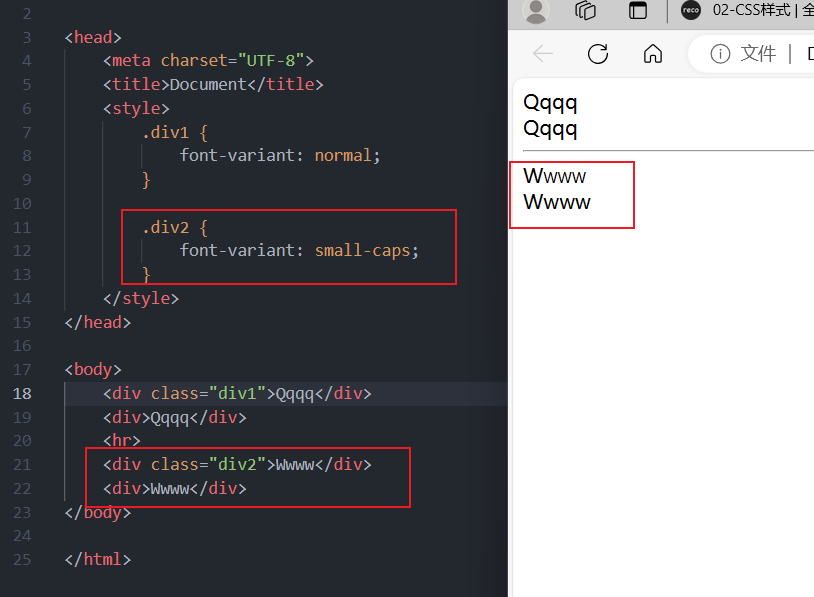 reco 02-CSS样式 | 全
文件
2
3 <head>
4 <meta charset="UTF-8">
5 <title>Document</title>
6 <style>
7 .div1 {
8 font-variant: normal;
9 }
10
11 .div2 {
12 font-variant: small-caps;
13 }
14 </style>
15 </head>
16
17 <body>
18 <div class="div1">Qqqq</div>
19 <div>Qqqq</div>
20 <hr>
21 <div class="div2">Wwww</div>
22 <div>Wwww</div>
23 </body>
24
25 </html>
Qqqq
Qqqq
Wwww
Wwww